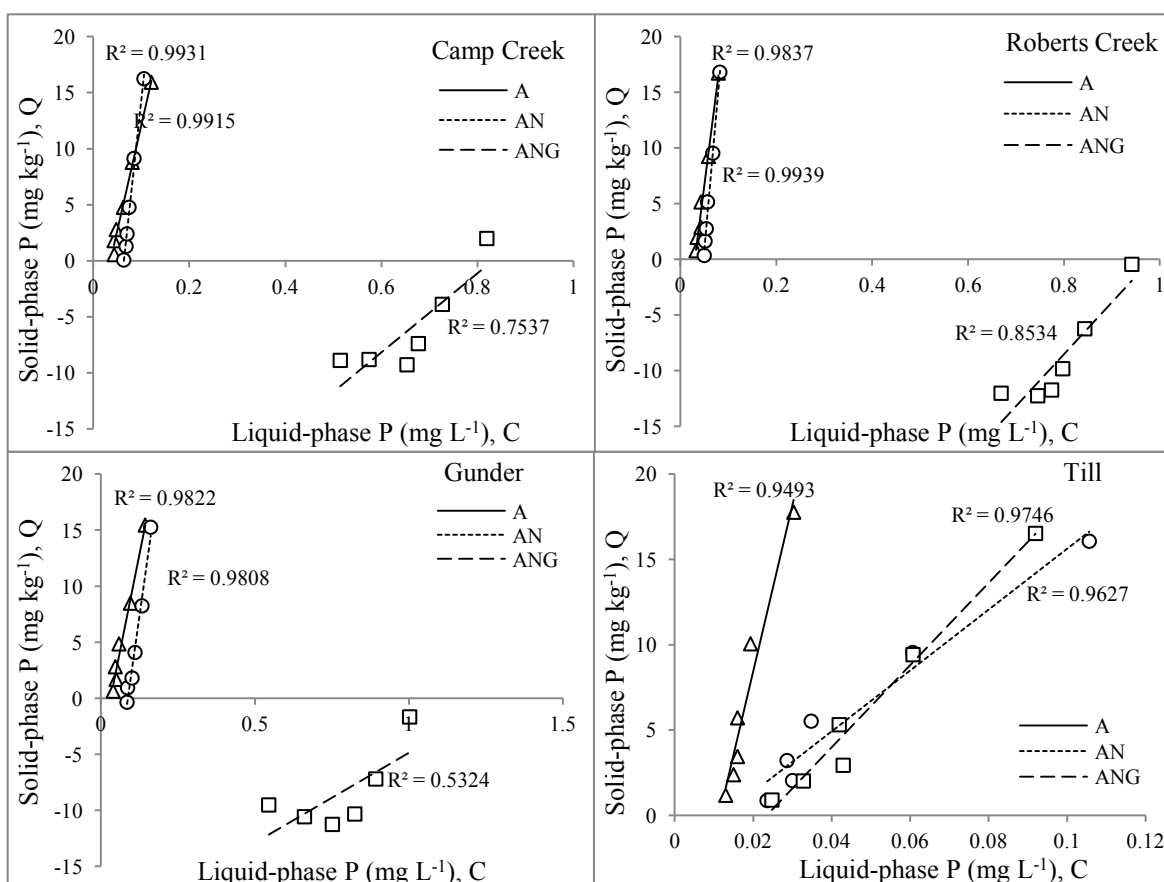 20
R² = 0.9931
Camp Creek
15
A
R² = 0.9915
AN
10
ANG
5
0
0 0.2 0.4 0.6 0.8 1
-5
R² = 0.7537
-10
-15
Liquid-phase P (mg L⁻¹), C
Solid-phase P (mg kg⁻¹), Q
20
R² = 0.9837
Roberts Creek
15
A
AN
10
R² = 0.9939
ANG
5
0
0 0.2 0.4 0.6 0.8 1
-5
R² = 0.8534
-10
-15
Liquid-phase P (mg L⁻¹), C
Solid-phase P (mg kg⁻¹), Q
20
R² = 0.9822
Gunder
15
A
AN
R² = 0.9808
10
ANG
5
0
0 0.5 1 1.5
-5
R² = 0.5324
-10
-15
Liquid-phase P (mg L⁻¹), C
Solid-phase P (mg kg⁻¹), Q
20
R² = 0.9493
Till
R² = 0.9746
15
R² = 0.9627
10
5
A
AN
ANG
0
0 0.02 0.04 0.06 0.08 0.1 0.12
Liquid-phase P (mg L⁻¹), C
Solid-phase P (mg kg⁻¹), Q